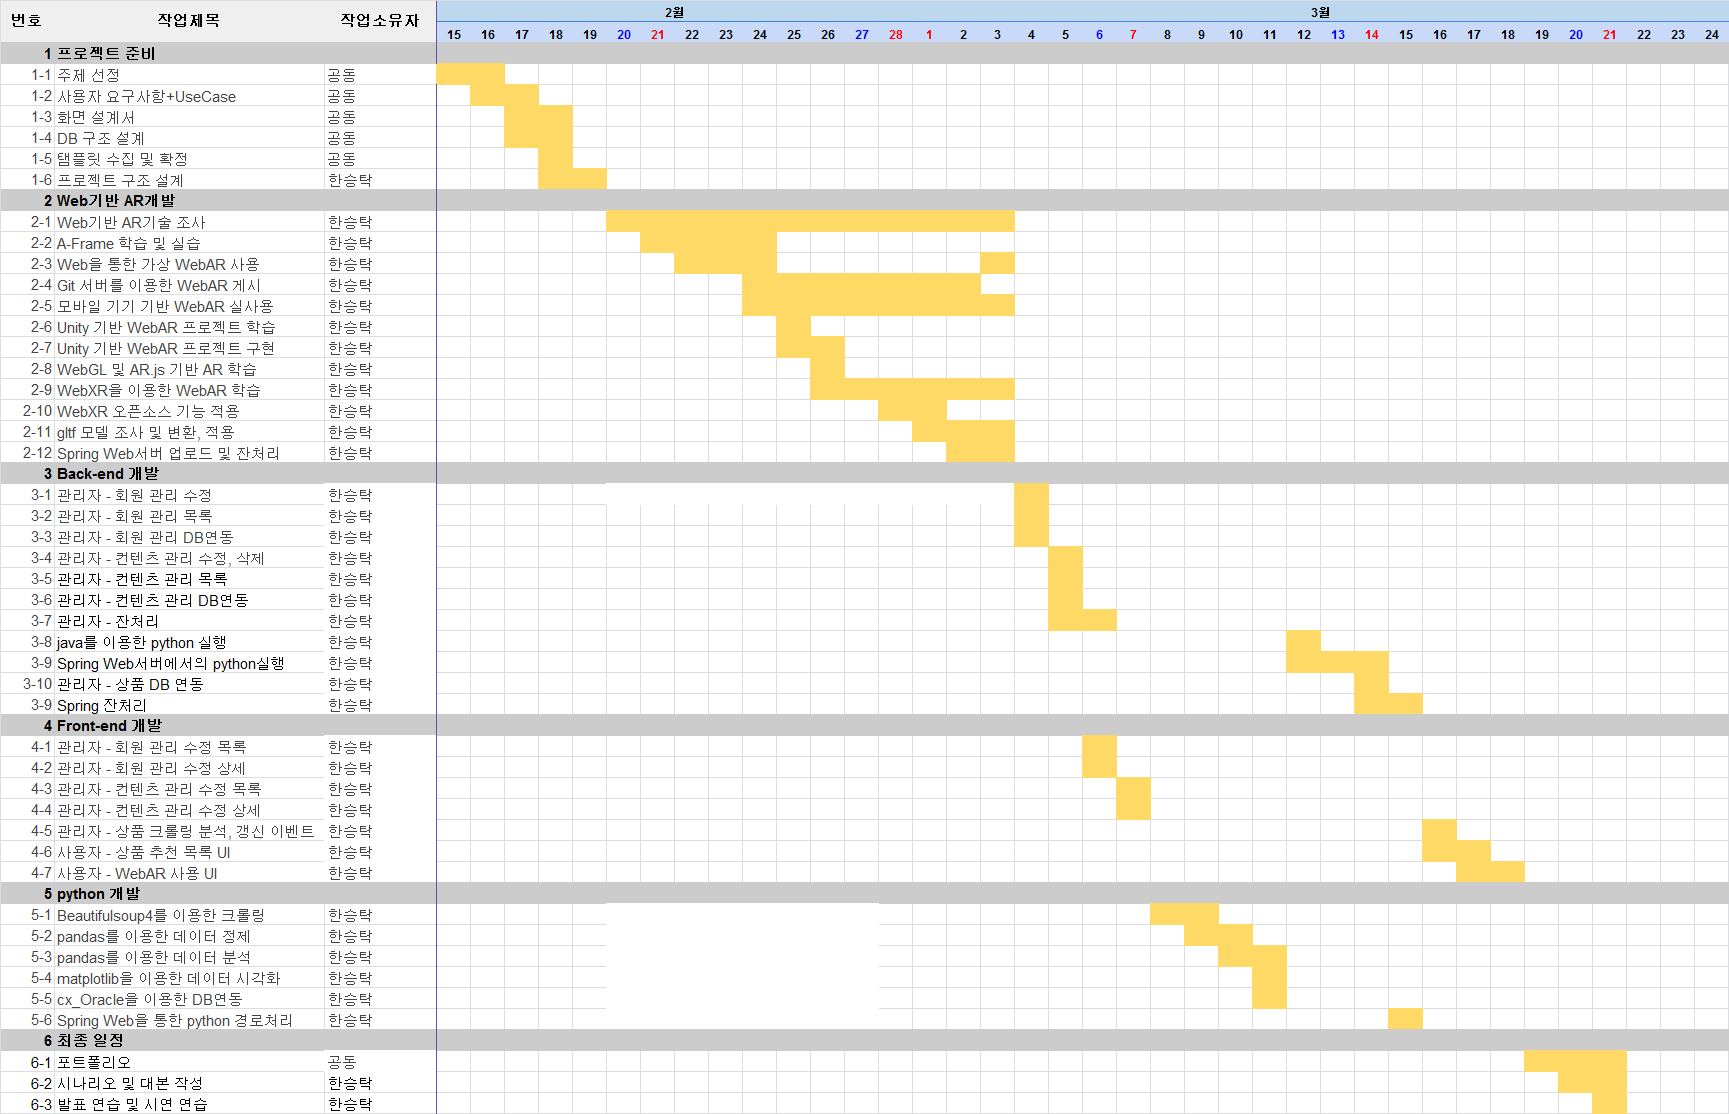 번호 작업제목 작업소유자 2월 3월
15 16 17 18 19 20 21 22 23 24 25 26 27 28 1 2 3 4 5 6 7 8 9 10 11 12 13 14 15 16 17 18 19 20 21 22 23 24
1 프로젝트 준비
1-1 주제 선정 공동
1-2 사용자 요구사항+UseCase 공동
1-3 화면 설계서 공동
1-4 DB 구조 설계 공동
1-5 탬플릿 수집 및 확정 공동
1-6 프로젝트 구조 설계 한승탁
2 Web기반 AR개발
2-1 Web기반 AR기술 조사 한승탁
2-2 A-Frame 학습 및 실습 한승탁
2-3 Web을 통한 가상 WebAR 사용 한승탁
2-4 Git 서버를 이용한 WebAR 게시 한승탁
2-5 모바일 기기 기반 WebAR 실사용 한승탁
2-6 Unity 기반 WebAR 프로젝트 학습 한승탁
2-7 Unity 기반 WebAR 프로젝트 구현 한승탁
2-8 WebGL 및 AR.js 기반 AR 학습 한승탁
2-9 WebXR을 이용한 WebAR 학습 한승탁
2-10 WebXR 오픈소스 기능 적용 한승탁
2-11 gltf 모델 조사 및 변환, 적용 한승탁
2-12 Spring Web서버 업로드 및 잔처리 한승탁
3 Back-end 개발
3-1 관리자 - 회원 관리 수정 한승탁
3-2 관리자 - 회원 관리 목록 한승탁
3-3 관리자 - 회원 관리 DB연동 한승탁
3-4 관리자 - 컨텐츠 관리 수정, 삭제 한승탁
3-5 관리자 - 컨텐츠 관리 목록 한승탁
3-6 관리자 - 컨텐츠 관리 DB연동 한승탁
3-7 관리자 - 잔처리 한승탁
3-8 java를 이용한 python 실행 한승탁
3-9 Spring Web서버에서의 python실행 한승탁
3-10 관리자 - 상품 DB 연동 한승탁
3-9 Spring 잔처리 한승탁
4 Front-end 개발
4-1 관리자 - 회원 관리 수정 목록 한승탁
4-2 관리자 - 회원 관리 수정 상세 한승탁
4-3 관리자 - 컨텐츠 관리 수정 목록 한승탁
4-4 관리자 - 컨텐츠 관리 수정 상세 한승탁
4-5 관리자 - 상품 크롤링 분석, 갱신 이벤트 한승탁
4-6 사용자 - 상품 추천 목록 UI 한승탁
4-7 사용자 - WebAR 사용 UI 한승탁
5 python 개발
5-1 Beautifulsoup4를 이용한 크롤링 한승탁
5-2 pandas를 이용한 데이터 정제 한승탁
5-3 pandas를 이용한 데이터 분석 한승탁
5-4 matplotlib을 이용한 데이터 시각화 한승탁
5-5 cx_Oracle을 이용한 DB연동 한승탁
5-6 Spring Web을 통한 python 경로처리 한승탁
6 최종 일정
6-1 포트폴리오 공동
6-2 시나리오 및 대본 작성 한승탁
6-3 발표 연습 및 시연 연습 한승탁